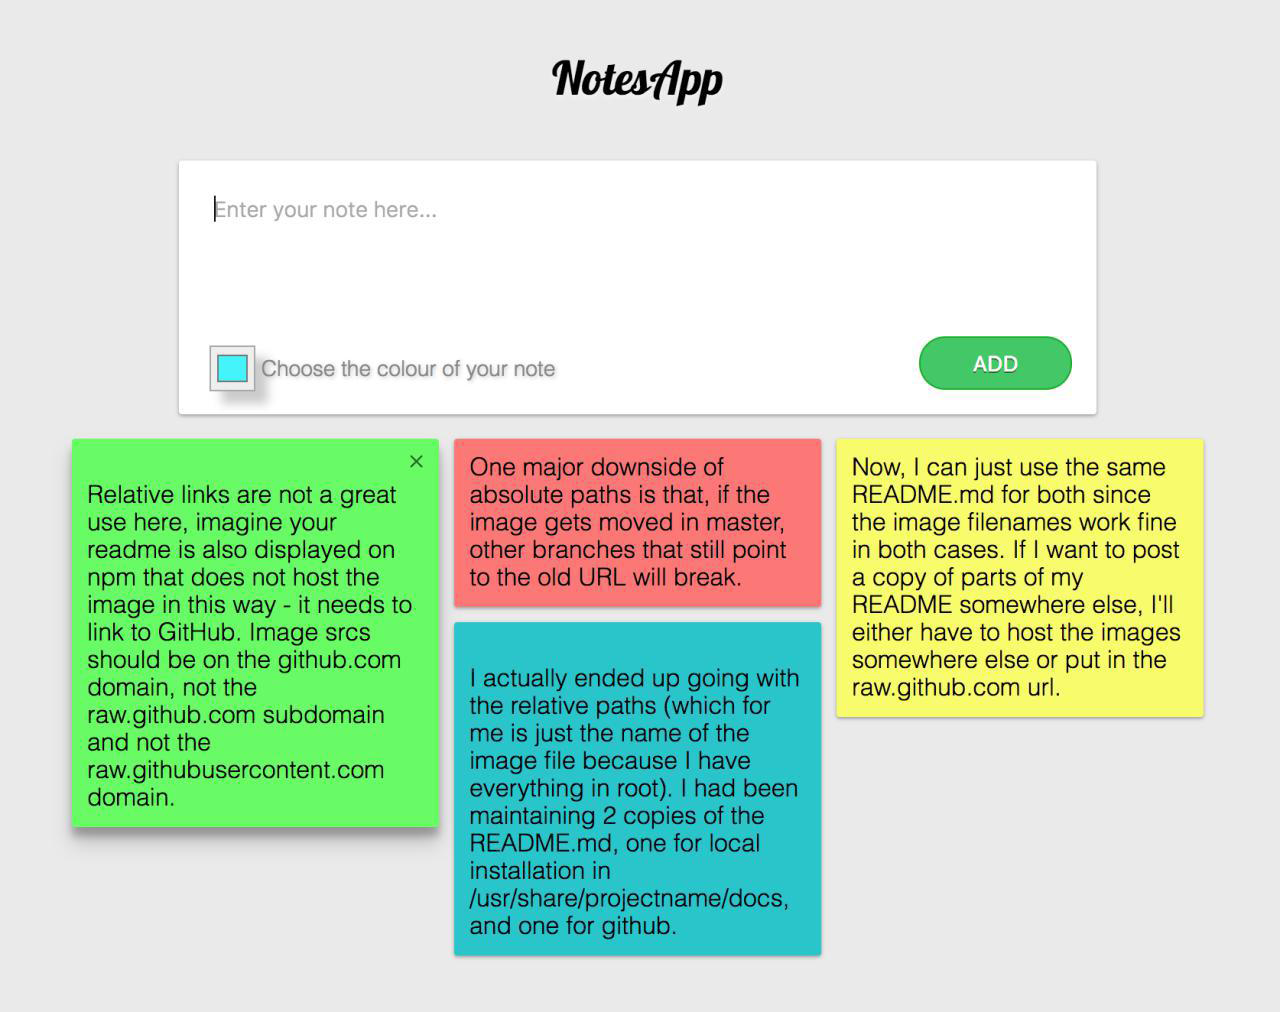 NotesApp
Enter your note here...
Choose the colour of your note
ADD
×
Relative links are not a great
use here, imagine your
readme is also displayed on
npm that does not host the
image in this way - it needs to
link to GitHub. Image srcs
should be on the github.com
domain, not the
raw.github.com subdomain
and not the
raw.githubusercontent.com
domain.
One major downside of
absolute paths is that, if the
image gets moved in master,
other branches that still point
to the old URL will break.
I actually ended up going with
the relative paths (which for
me is just the name of the
image file because I have
everything in root). I had been
maintaining 2 copies of the
README.md, one for local
installation in
/usr/share/projectname/docs,
and one for github.
Now, I can just use the same
README.md for both since
the image filenames work fine
in both cases. If I want to post
a copy of parts of my
README somewhere else, I'll
either have to host the images
somewhere else or put in the
raw.github.com url.